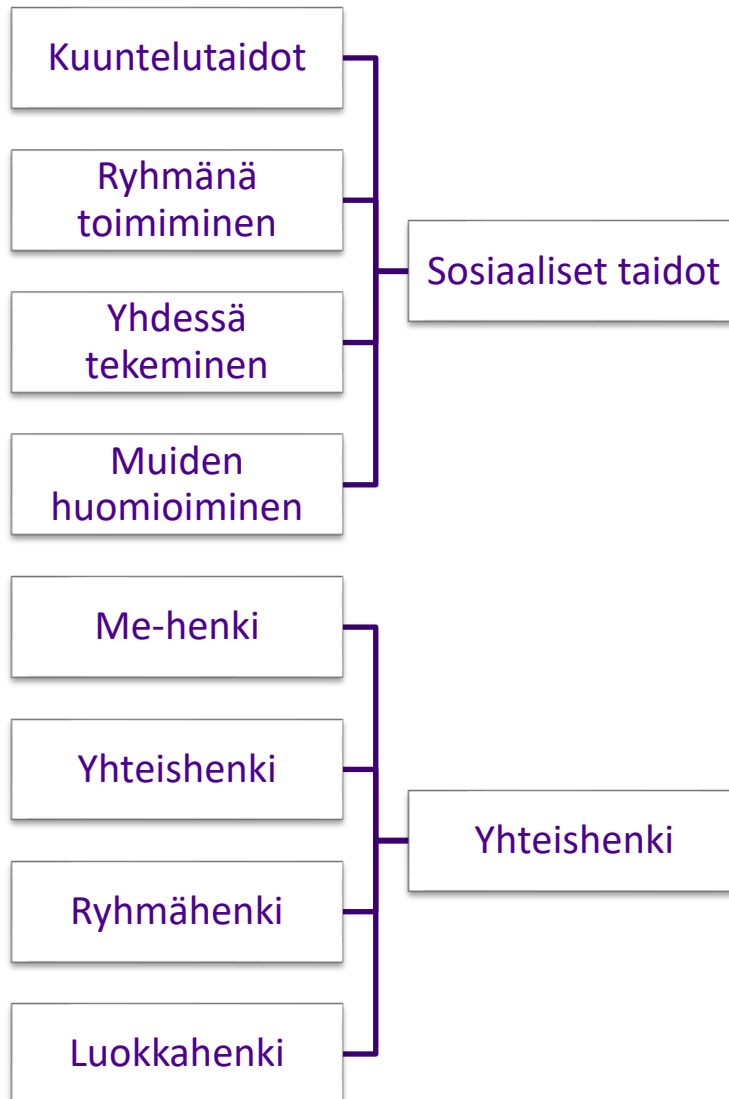 Kuuntelutaidot
Ryhmänä
toimiminen
Yhdessä
tekeminen
Muiden
huomioiminen
Sosiaaliset taidot
Me-henki
Yhteishenki
Ryhmähenki
Luokkahenki
Yhteishenki